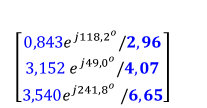 [0,843e^{j118,2^o}/2,96]
[3,152 e^{j49,0^o}/4,07]
[3,540e^{j241,8^o} /6,65]